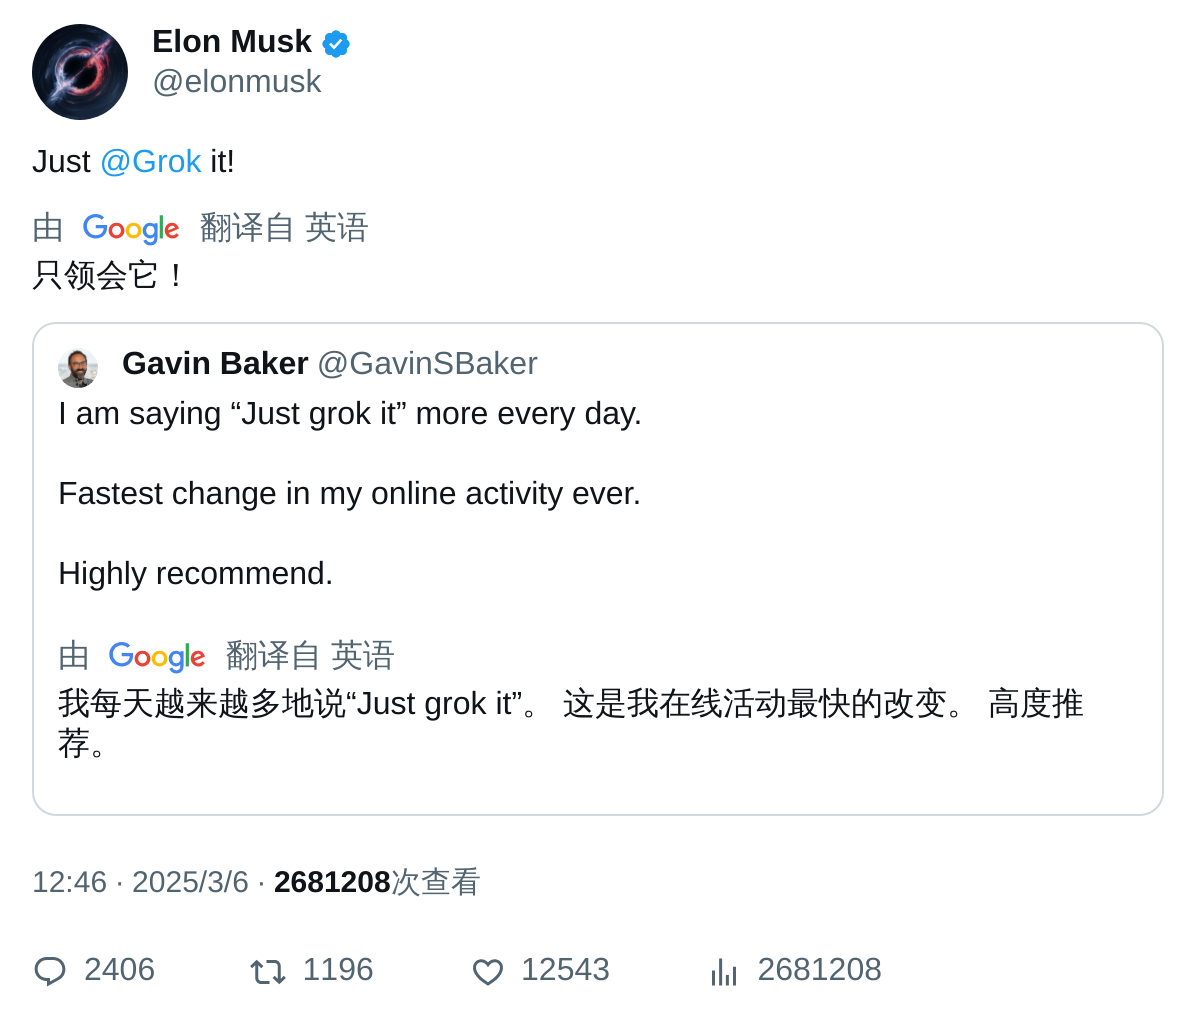 Elon Musk
@elonmusk
Just @Grok it!
由 Google 翻译自 英语
只领会它！
Gavin Baker @GavinSBaker
I am saying “Just grok it” more every day.
Fastest change in my online activity ever.
Highly recommend.
由 Google 翻译自 英语
我每天越来越多地说“Just grok it”。 这是我在线活动最快的改变。 高度推
荐。
12:46 · 2025/3/6 · 2681208次查看
2406 1196 12543 2681208